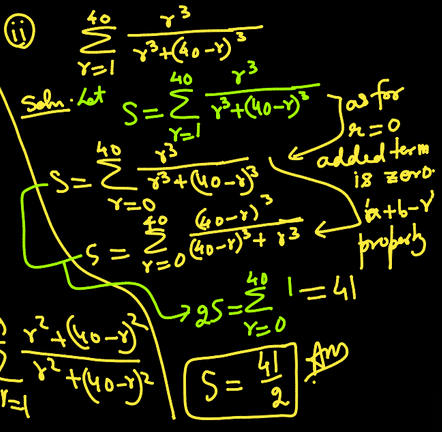 (ii) \sum_{r=1}^{40} \frac{r^3}{r^3+(40-r)^3}
Soln. Let S = \sum_{r=1}^{40} \frac{r^3}{r^3+(40-r)^3}
as for
r = 0
added term
is zero.
S = \sum_{r=0}^{40} \frac{r^3}{r^3+(40-r)^3}
'a+b-r'
property
S = \sum_{r=0}^{40} \frac{(40-r)^3}{(40-r)^3+r^3}
→ 2S = \sum_{r=0}^{40} 1 = 41
S = \frac{41}{2} Ans
\sum_{r=1} \frac{r^2+(40-r)^2}{r^2+(40-r)^2}